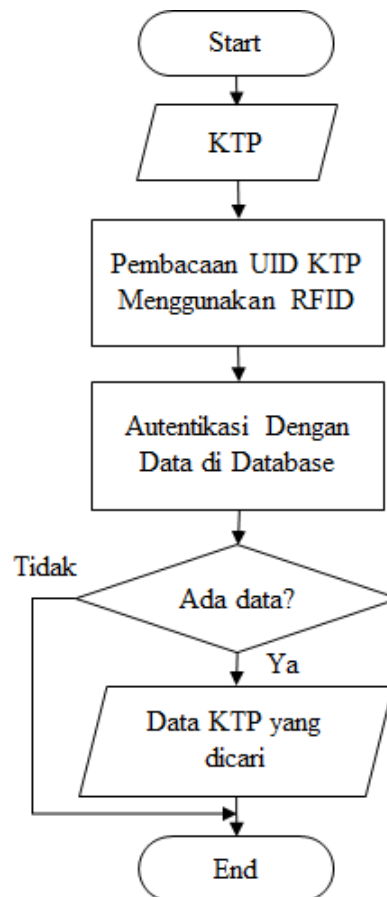 Start
KTP
Pembacaan UID KTP
Menggunakan RFID
Autentikasi Dengan
Data di Database
Tidak
Ada data?
Ya
Data KTP yang
dicari
End